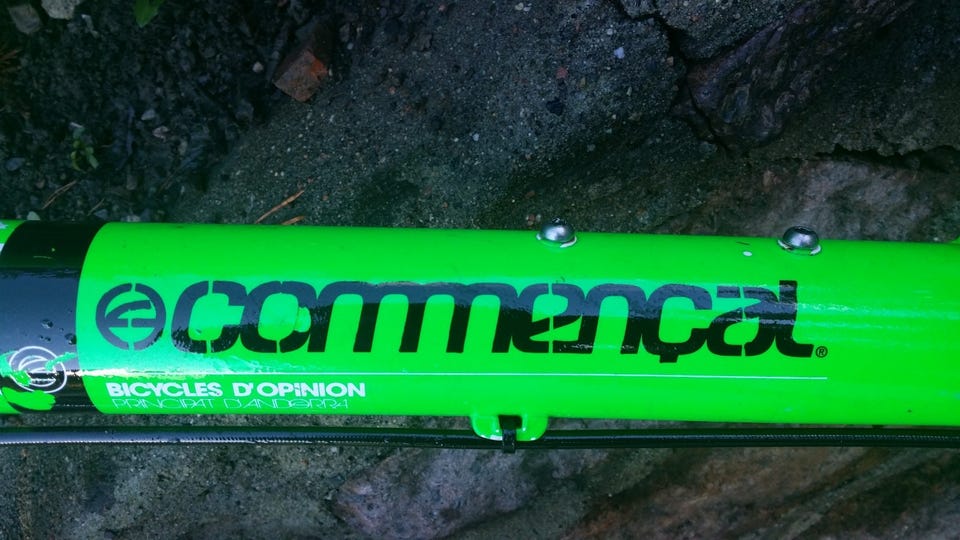 commençal®
BICYCLES D'OPINION
PRINCIPAT D'ANDORRA